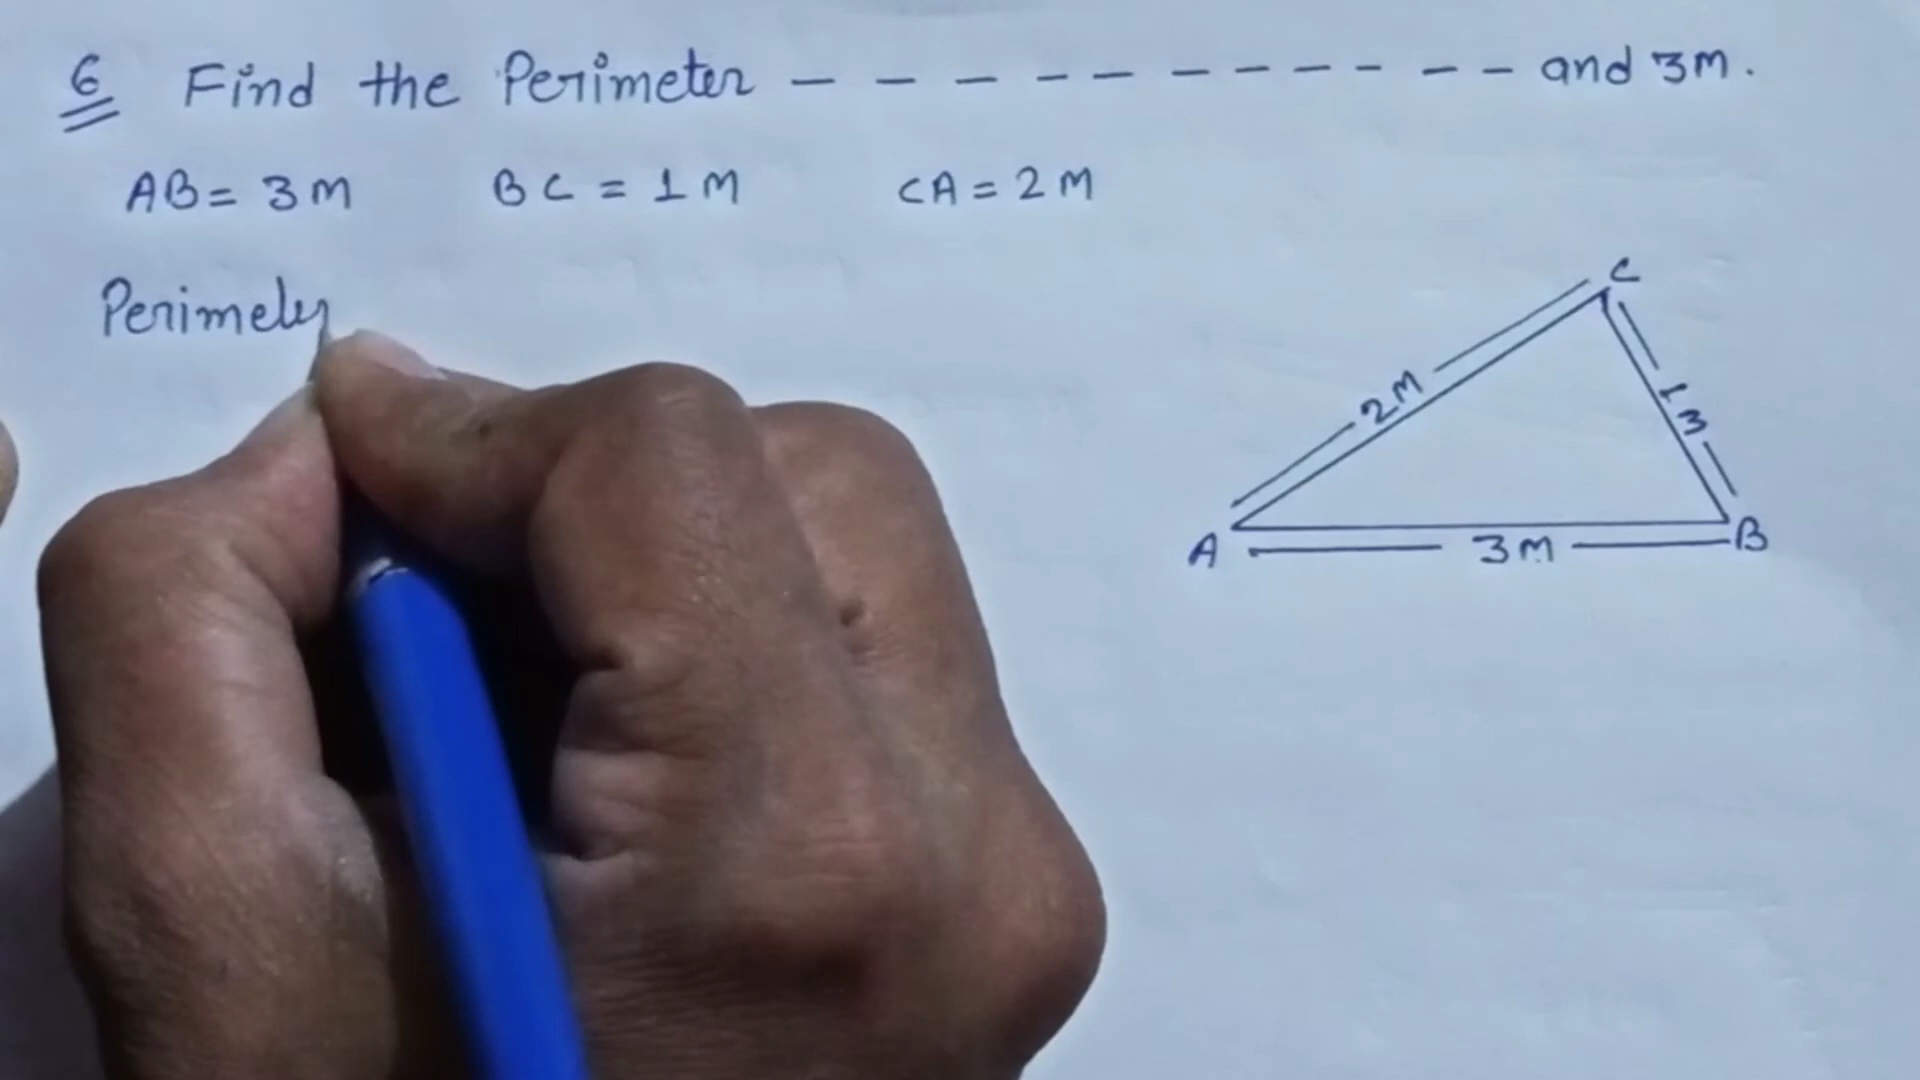 6 Find the Perimeter - - - - - - - - - - - and 3m.
AB = 3m BC = 1m CA = 2m
Perimeter
C
2m
1m
A 3m B